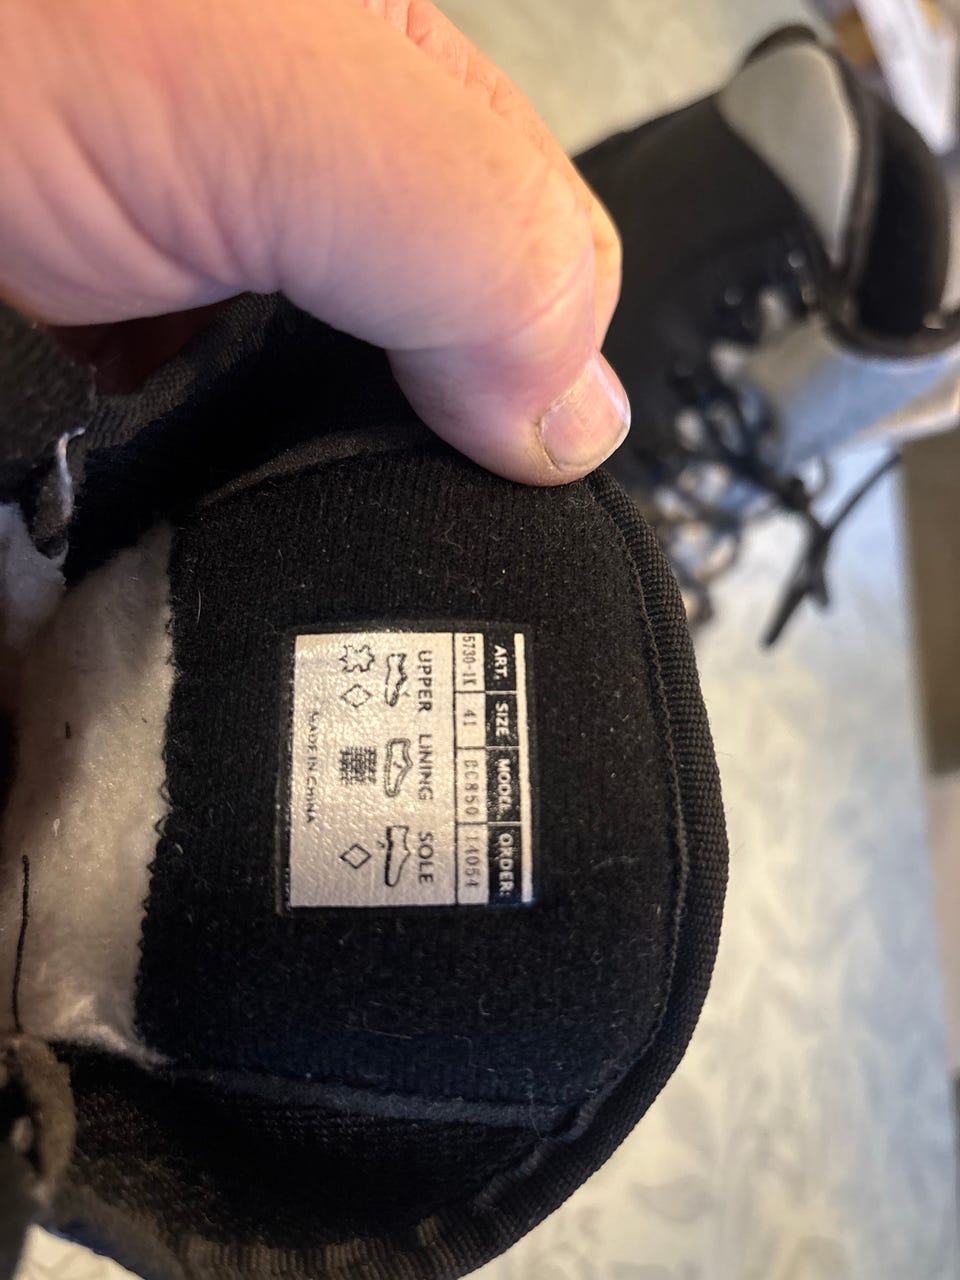 ART. SIZE MODEL ORDER:
5730-1K 41 BC850 14054
UPPER LINING SOLE
MADE IN CHINA